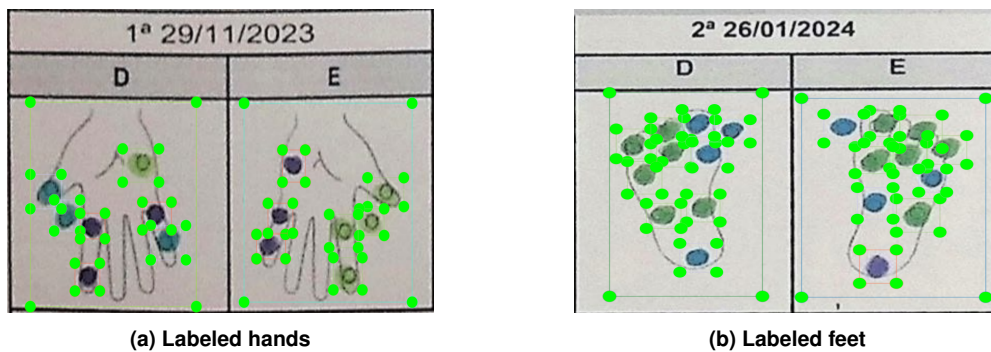 1ª 29/11/2023
D E
2ª 26/01/2024
D E
(a) Labeled hands
(b) Labeled feet